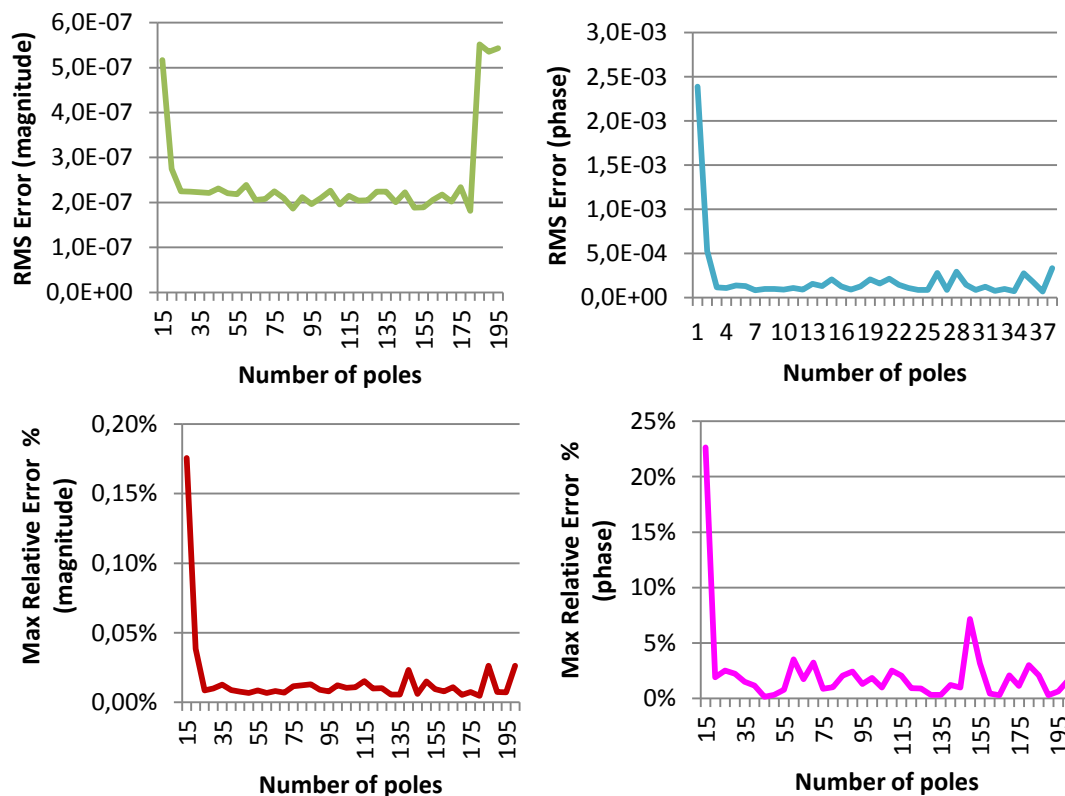 6,0E-07
5,0E-07
4,0E-07
3,0E-07
2,0E-07
1,0E-07
0,0E+00
RMS Error (magnitude)
15 35 55 75 95 115 135 155 175 195
Number of poles
3,0E-03
2,5E-03
2,0E-03
1,5E-03
1,0E-03
5,0E-04
0,0E+00
RMS Error (phase)
1 4 7 10 13 16 19 22 25 28 31 34 37
Number of poles
0,20%
0,15%
0,10%
0,05%
0,00%
Max Relative Error %
(magnitude)
15 35 55 75 95 115 135 155 175 195
Number of poles
25%
20%
15%
10%
5%
0%
Max Relative Error %
(phase)
15 35 55 75 95 115 135 155 175 195
Number of poles